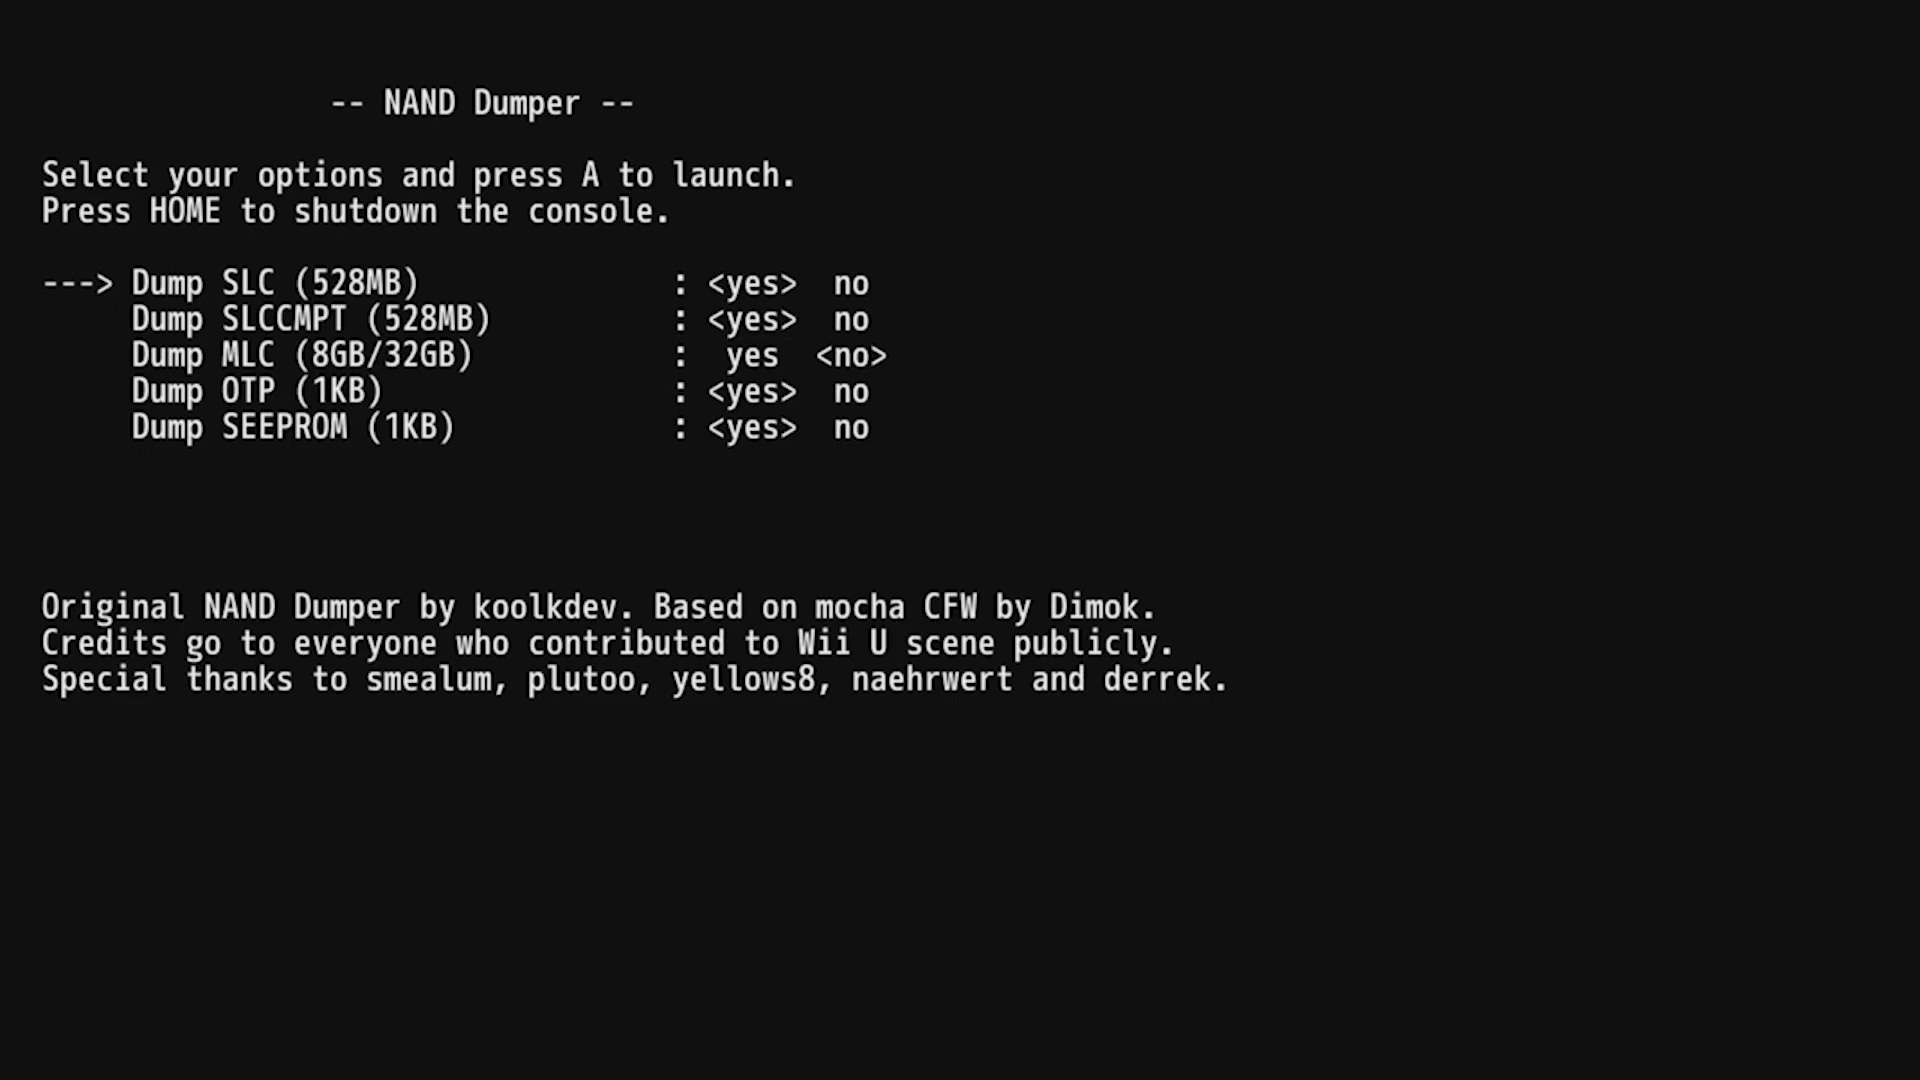 -- NAND Dumper --
Select your options and press A to launch.
Press HOME to shutdown the console.
---> Dump SLC (528MB) : <yes> no
Dump SLCCMPT (528MB) : <yes> no
Dump MLC (8GB/32GB) : yes <no>
Dump OTP (1KB) : <yes> no
Dump SEEPROM (1KB) : <yes> no
Original NAND Dumper by koolkdev. Based on mocha CFW by Dimok.
Credits go to everyone who contributed to Wii U scene publicly.
Special thanks to smealum, plutoo, yellows8, naehrwert and derrek.